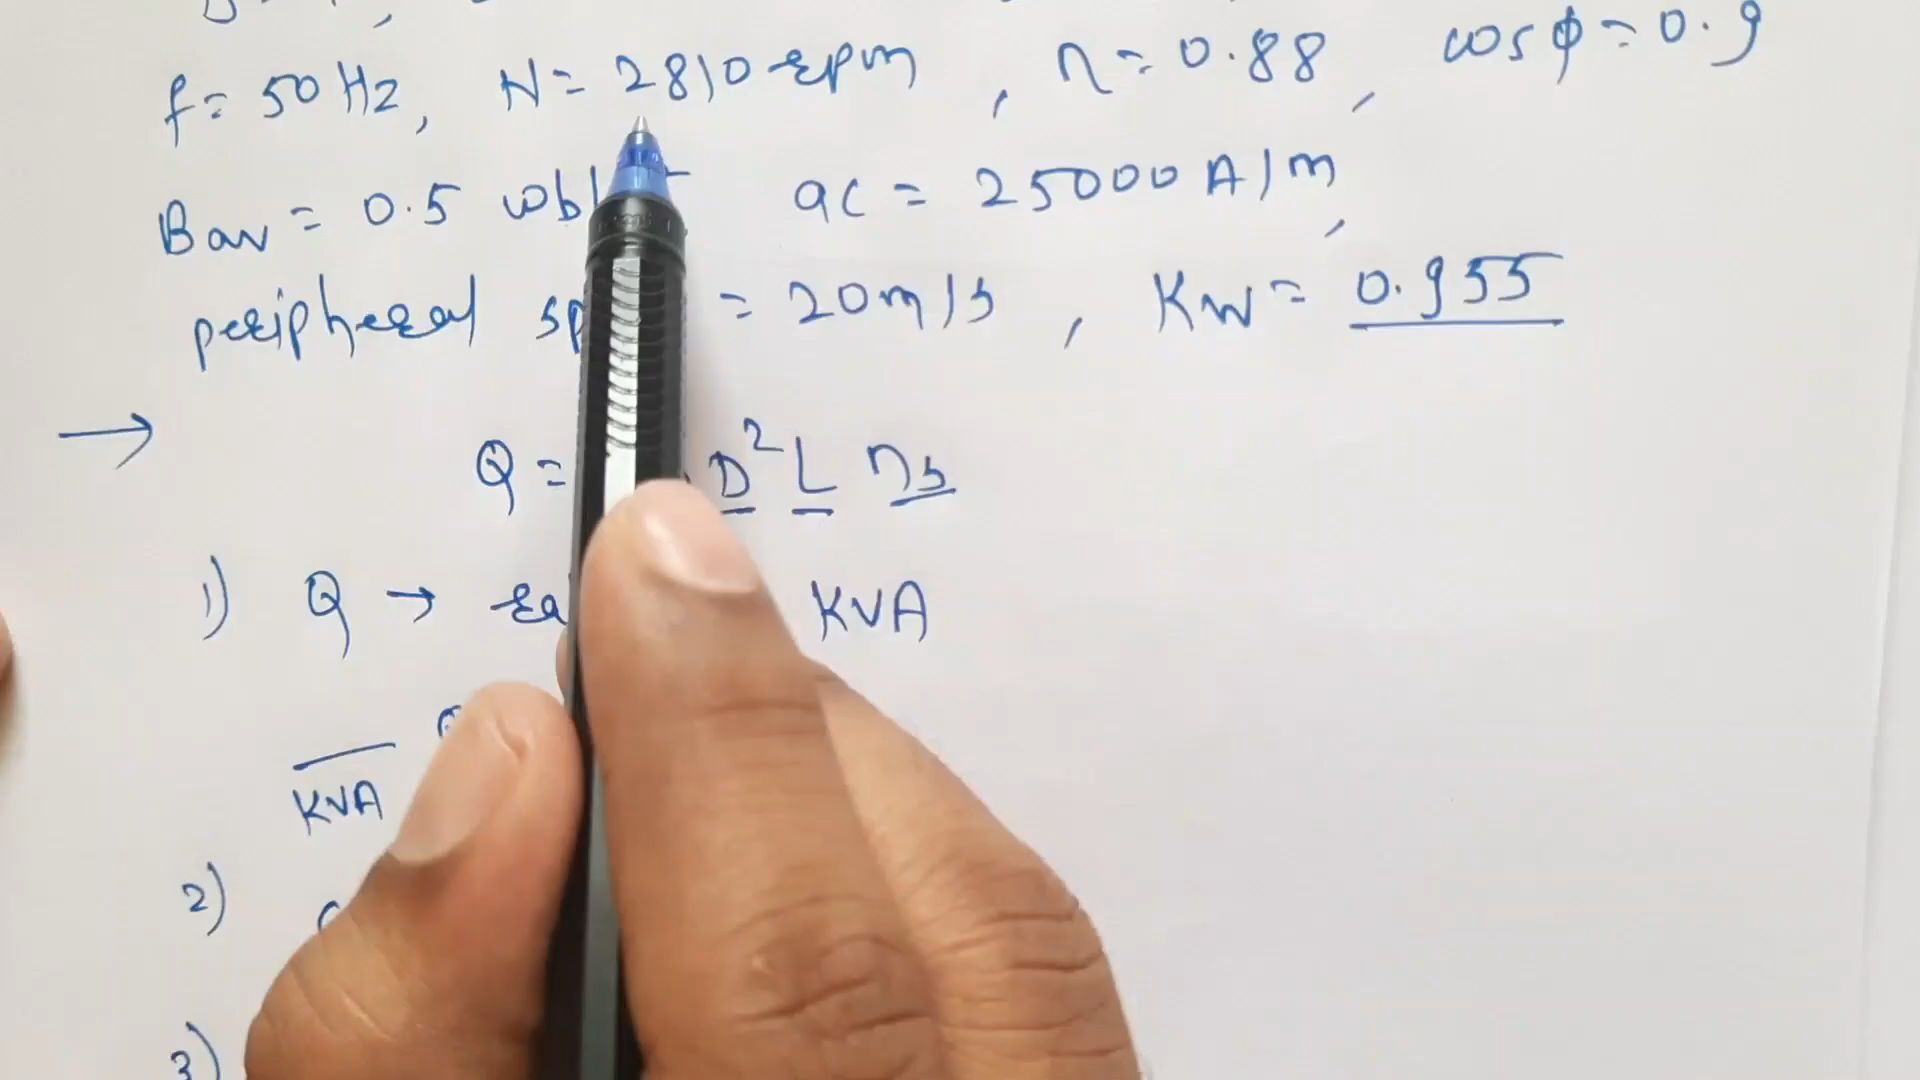 f = 50 Hz, N = 2810 rpm, η = 0.88, cos φ = 0.9
Bav = 0.5 wb/ ac = 25000 A/m,
peripheral = 20 m/s, Kw = 0.955
→
Q = D² L ns
1) Q → KVA
KVA
2)
3)